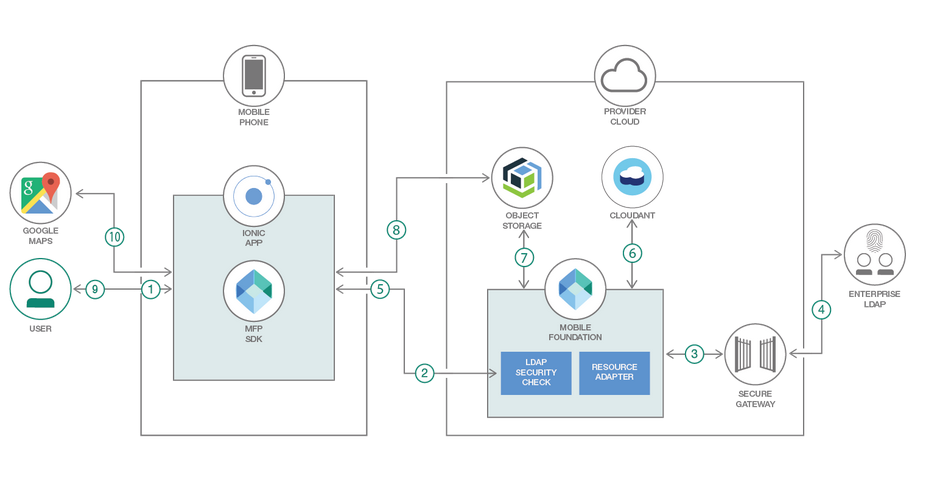 MOBILE
PHONE
PROVIDER
CLOUD
g
GOOGLE
MAPS
10
IONIC
APP
8
OBJECT
STORAGE
CLOUDANT
7
6
USER
9
1
MFP
SDK
5
2
MOBILE
FOUNDATION
LDAP
SECURITY
CHECK
RESOURCE
ADAPTER
3
SECURE
GATEWAY
4
ENTERPRISE
LDAP